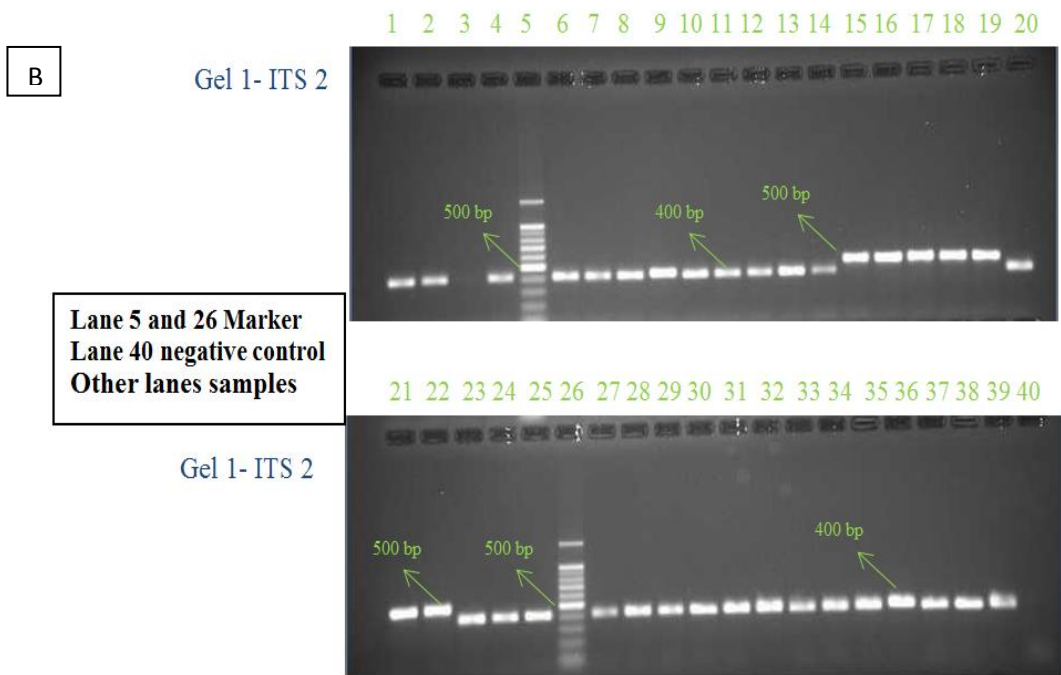 1 2 3 4 5 6 7 8 9 10 11 12 13 14 15 16 17 18 19 20
B
Gel 1- ITS 2
500 bp
400 bp
500 bp
Lane 5 and 26 Marker
Lane 40 negative control
Other lanes samples
21 22 23 24 25 26 27 28 29 30 31 32 33 34 35 36 37 38 39 40
Gel 1- ITS 2
500 bp
500 bp
400 bp